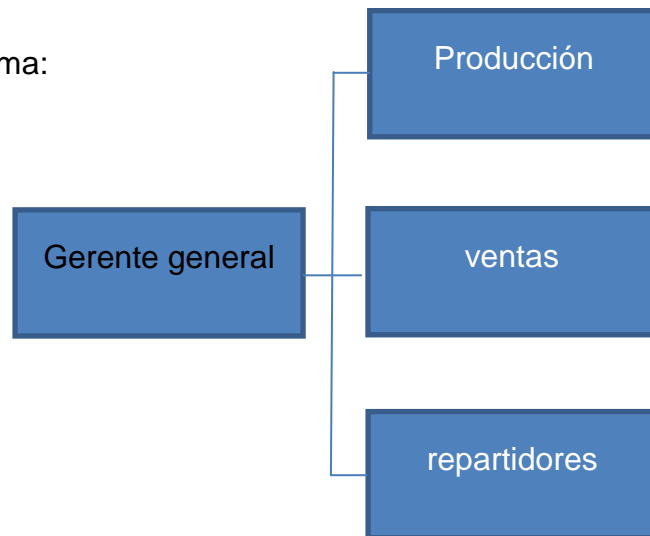 ma:
Producción
Gerente general
ventas
repartidores